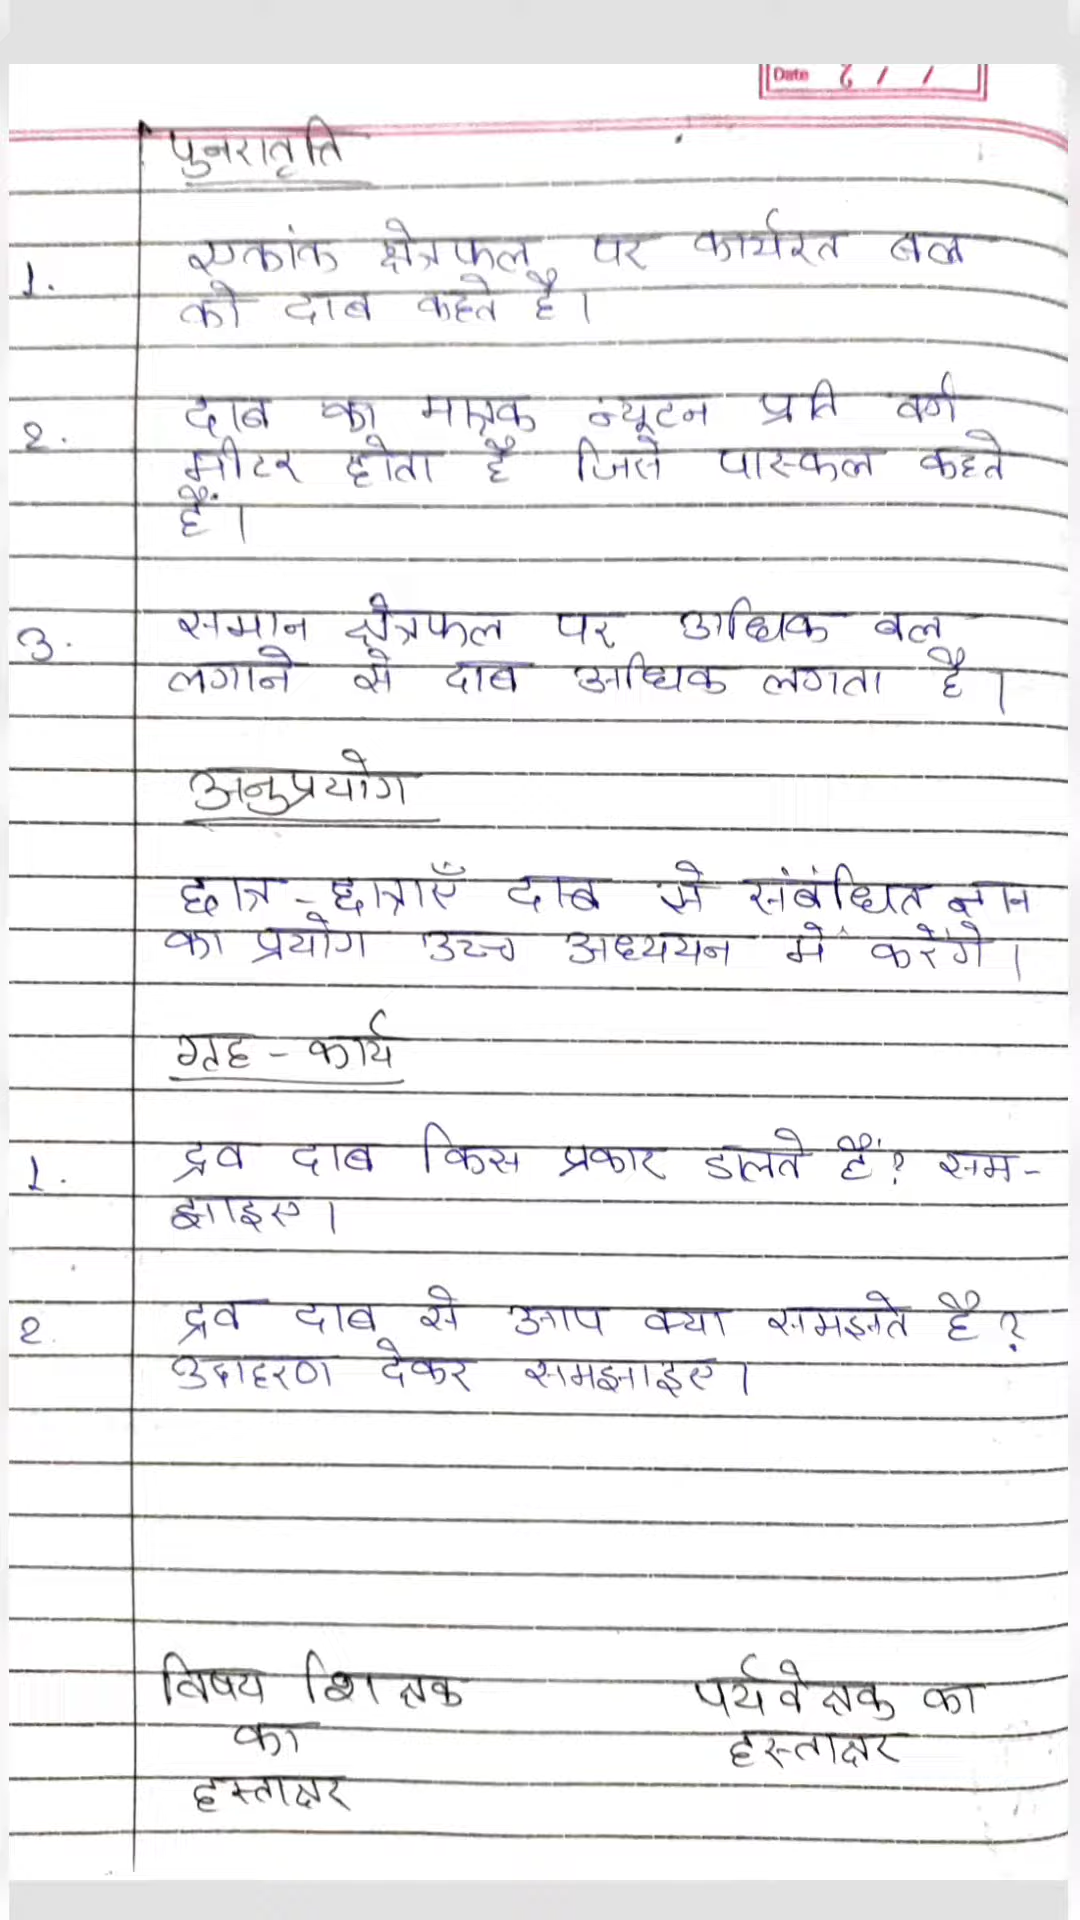 Date 6 / /
पुनरावृत्ति
1. एकांक क्षेत्रफल पर कार्यरत बल
को दाब कहते है।
2. दाब का मात्रक न्यूटन प्रति वर्ग
मीटर होता है जिसे पास्कल कहते
हैं।
3. समान क्षेत्रफल पर अधिक बल
लगाने से दाब अधिक लगता है।
अनुप्रयोग
छात्र - छात्राएँ दाब से संबंधित ज्ञान
का प्रयोग उच्च अध्ययन में करेंगे।
गृह - कार्य
1. द्रव दाब किस प्रकार डालते हैं? सम-
झाइए।
2 द्रव दाब से आप क्या समझते है?
उदाहरण देकर समझाइए।
विषय शिक्षक पर्यवेक्षक का
का हस्ताक्षर
हस्ताक्षर